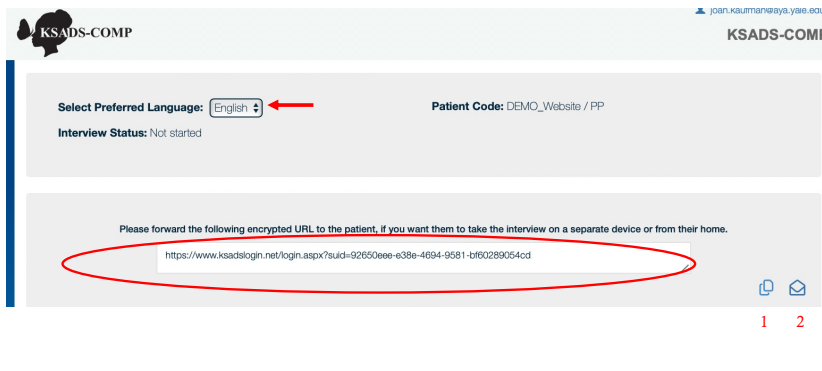 joan.kaufman@aya.yale.edu
KSADS-COMP
KSADS-COM
Select Preferred Language: English
Patient Code: DEMO_Website / PP
Interview Status: Not started
Please forward the following encrypted URL to the patient, if you want them to take the interview on a separate device or from their home.
https://www.ksadslogin.net/login.aspx?suid=92650eee-e38e-4694-9581-bf60289054cd
1 2